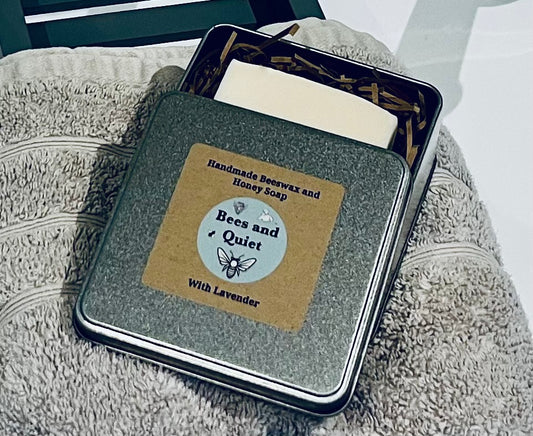 Handmade Beeswax and
Honey Soap
Bees and
Quiet
With Lavender